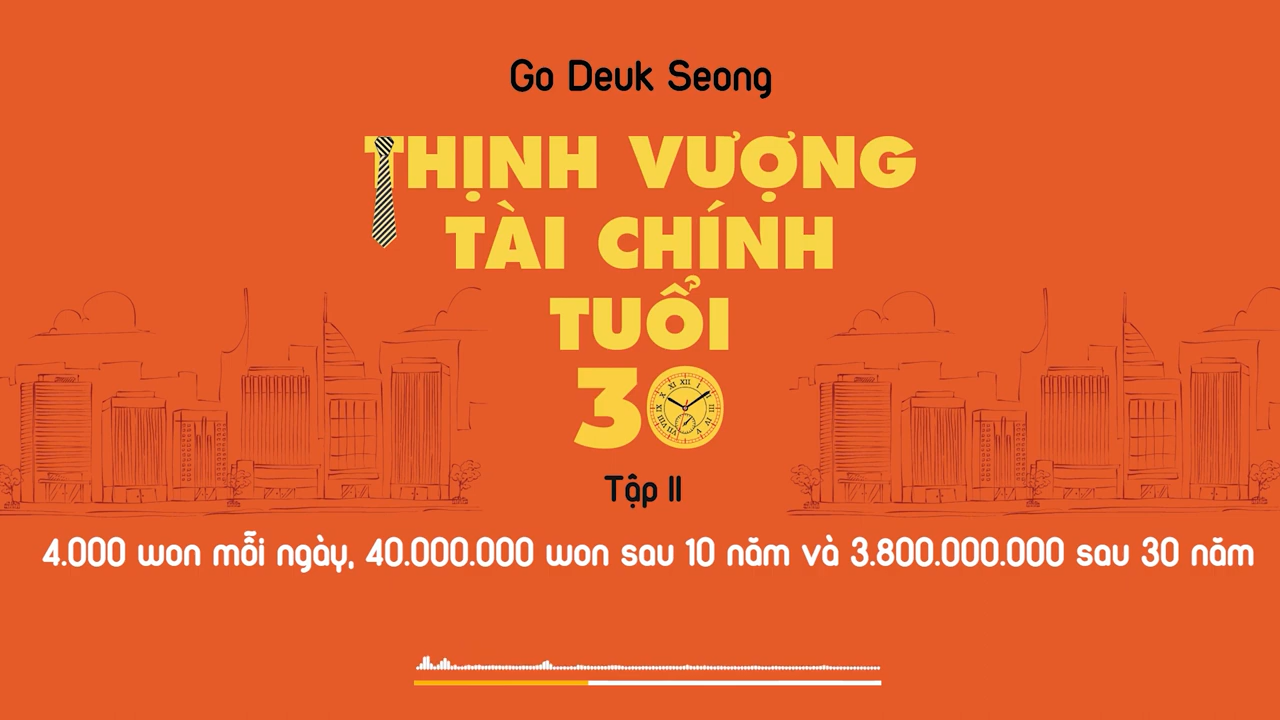 Go Deuk Seong
THỊNH VƯỢNG
TÀI CHÍNH
TUỔI
30
Tập II
4.000 won mỗi ngày, 40.000.000 won sau 10 năm và 3.800.000.000 sau 30 năm